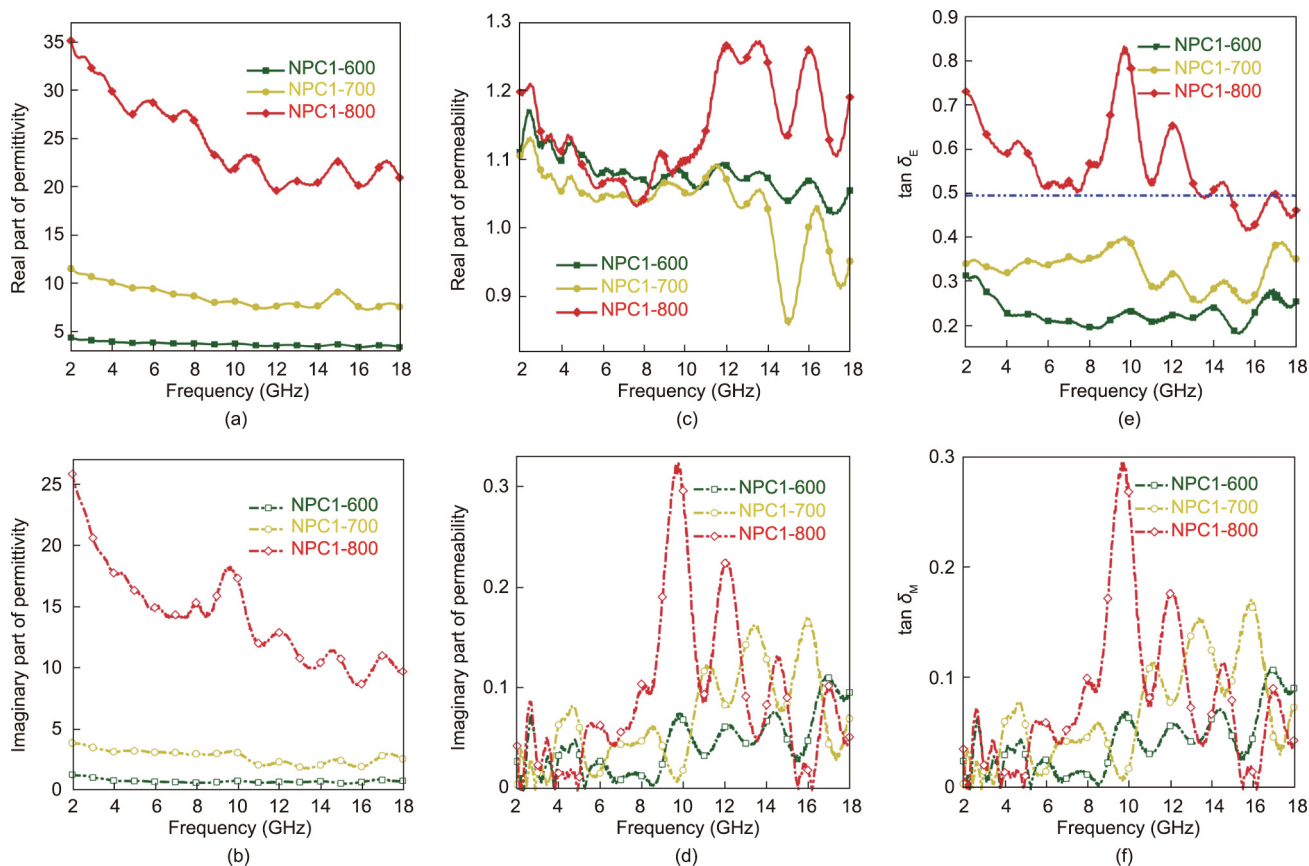 35
30
25
20
15
10
5
2 4 6 8 10 12 14 16 18
Real part of permittivity
Frequency (GHz)
NPC1-600
NPC1-700
NPC1-800
(a)
1.2
1.1
1.0
0.9
2 4 6 8 10 12 14 16 18
Real part of permeability
Frequency (GHz)
NPC1-600
NPC1-700
NPC1-800
(c)
0.9
0.8
0.7
0.6
0.5
0.4
0.3
0.2
2 4 6 8 10 12 14 16 18
tan δE
Frequency (GHz)
NPC1-600
NPC1-700
NPC1-800
(e)
25
20
15
10
5
0
2 4 6 8 10 12 14 16 18
Imaginary part of permittivity
Frequency (GHz)
NPC1-600
NPC1-700
NPC1-800
(b)
0.3
0.2
0.1
0
2 4 6 8 10 12 14 16 18
Imaginary part of permeability
Frequency (GHz)
NPC1-600
NPC1-700
NPC1-800
(d)
0.3
0.2
0.1
0
2 4 6 8 10 12 14 16 18
tan δM
Frequency (GHz)
NPC1-600
NPC1-700
NPC1-800
(f)